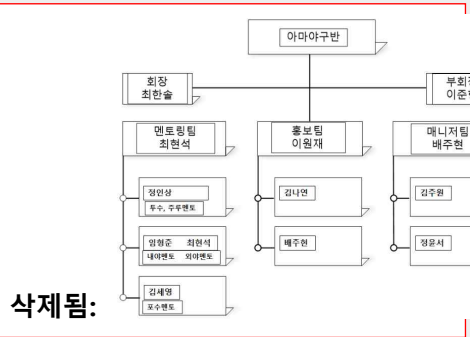 아마야구반
회장
최한솔
부회
이준
멘토링팀
최현석
홍보팀
이원재
매니저팀
배주현
정인상
투수, 주루멘토
김나연
김주원
임형준 최현석
내야멘토 외야멘토
배주현
정윤서
김세영
포수멘토
삭제됨: